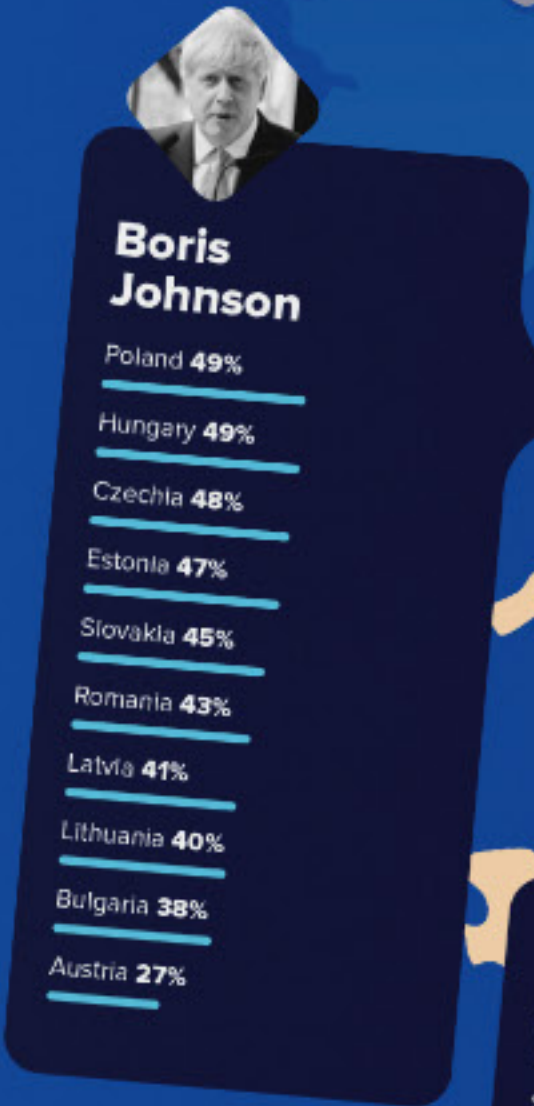 Boris
Johnson
Poland 49%
Hungary 49%
Czechia 48%
Estonia 47%
Slovakia 45%
Romania 43%
Latvia 41%
Lithuania 40%
Bulgaria 38%
Austria 27%